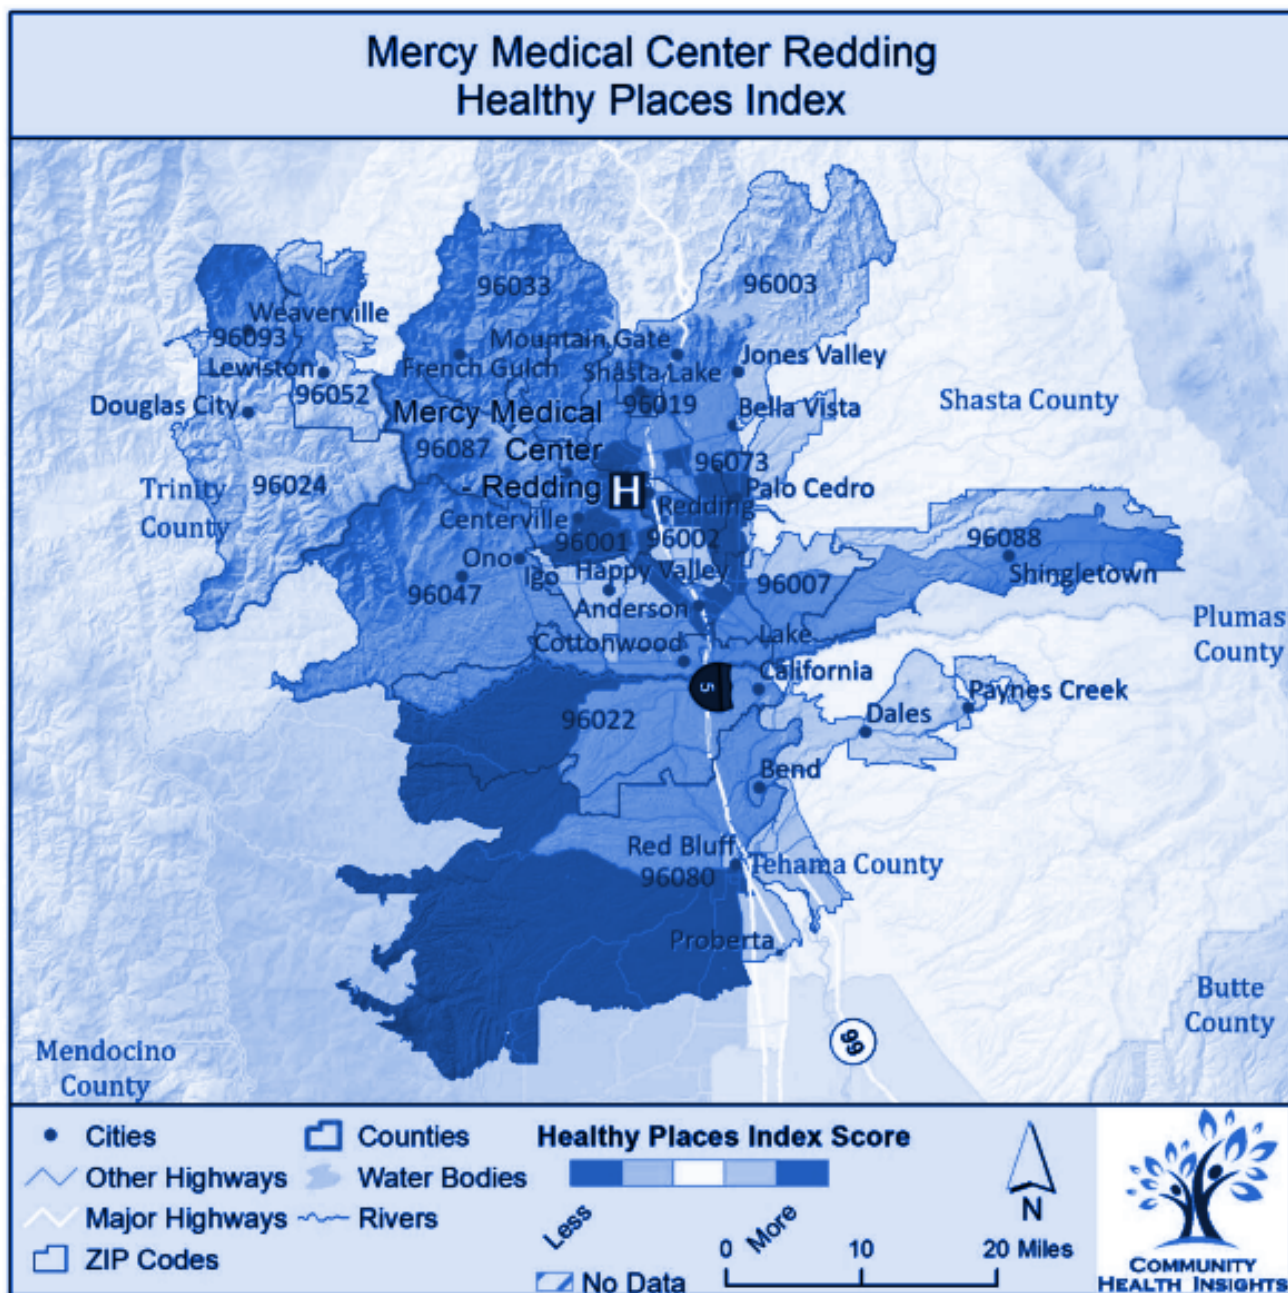 Mercy Medical Center Redding
Healthy Places Index
96033
96003
Weaverville
96093
Mountain Gate
French Gulch
Shasta Lake
Jones Valley
Lewiston
96052
96019
Douglas City
Mercy Medical
Center
- Redding
H
Bella Vista
Shasta County
96087
96073
Trinity
County
96024
Palo Cedro
Redding
Centerville
96001
96002
96088
Ono
Igo
Happy Valley
96007
Shingletown
96047
Anderson
Cottonwood
Lake
California
Plumas
County
5
Paynes Creek
96022
Dales
Bend
Red Bluff
96080
Tehama County
Proberta
Butte
County
99
Mendocino
County
Cities
Other Highways
Major Highways
ZIP Codes
Counties
Water Bodies
Rivers
Healthy Places Index Score
Less
More
No Data
N
0 10 20 Miles
COMMUNITY
HEALTH INSIGHTS